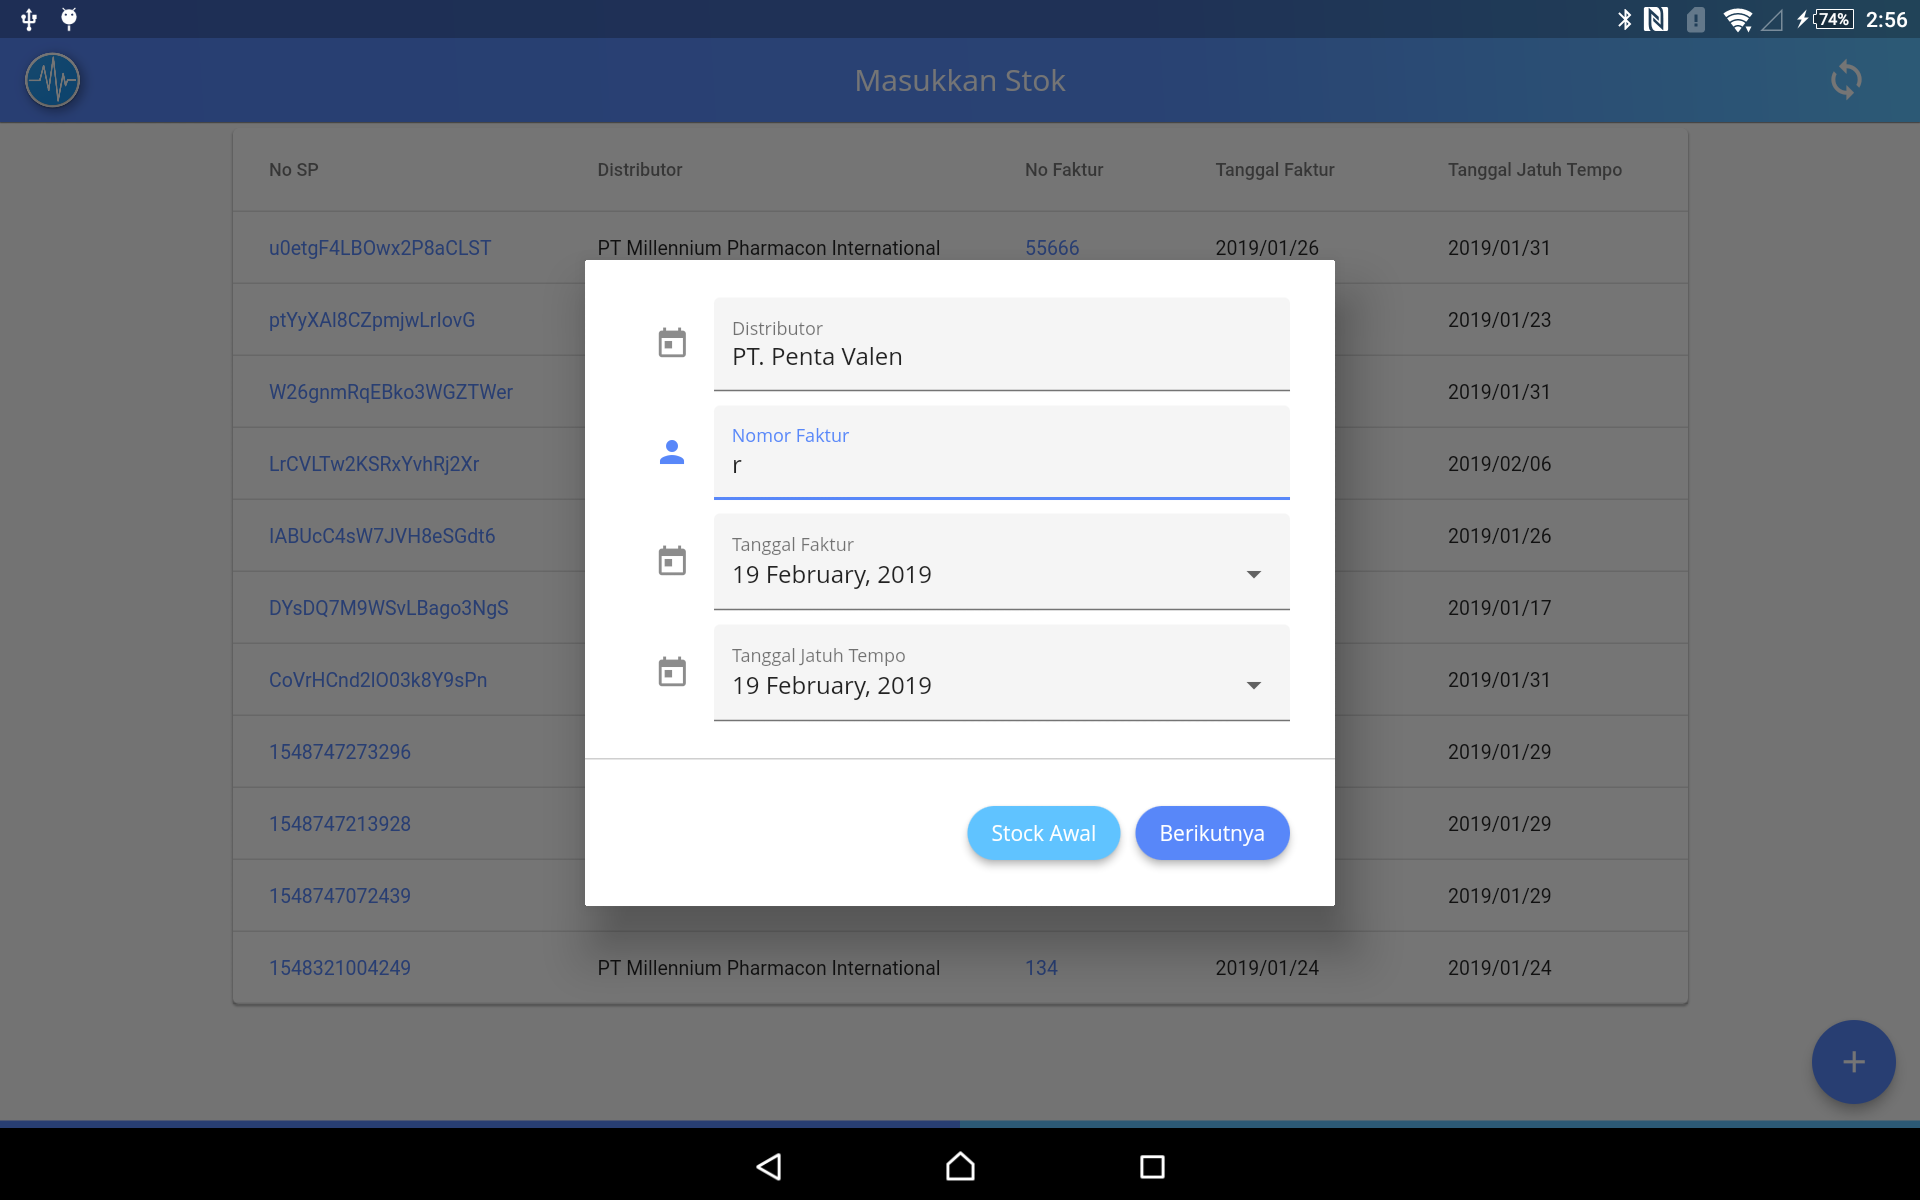 74% 2:56
Masukkan Stok
No SP Distributor No Faktur Tanggal Faktur Tanggal Jatuh Tempo
u0etgF4LBOwx2P8aCLST PT Millennium Pharmacon International 55666 2019/01/26 2019/01/31
ptYyXAI8CZpmjwLrIovG 2019/01/23
W26gnmRqEBko3WGZTWer 2019/01/31
LrCVLTw2KSRxYvhRj2Xr 2019/02/06
IABUcC4sW7JVH8eSGdt6 2019/01/26
DYsDQ7M9WSvLBago3NgS 2019/01/17
CoVrHCnd2IO03k8Y9sPn 2019/01/31
1548747273296 2019/01/29
1548747213928 2019/01/29
1548747072439 2019/01/29
1548321004249 PT Millennium Pharmacon International 134 2019/01/24 2019/01/24
Distributor
PT. Penta Valen
Nomor Faktur
r
Tanggal Faktur
19 February, 2019
Tanggal Jatuh Tempo
19 February, 2019
Stock Awal Berikutnya